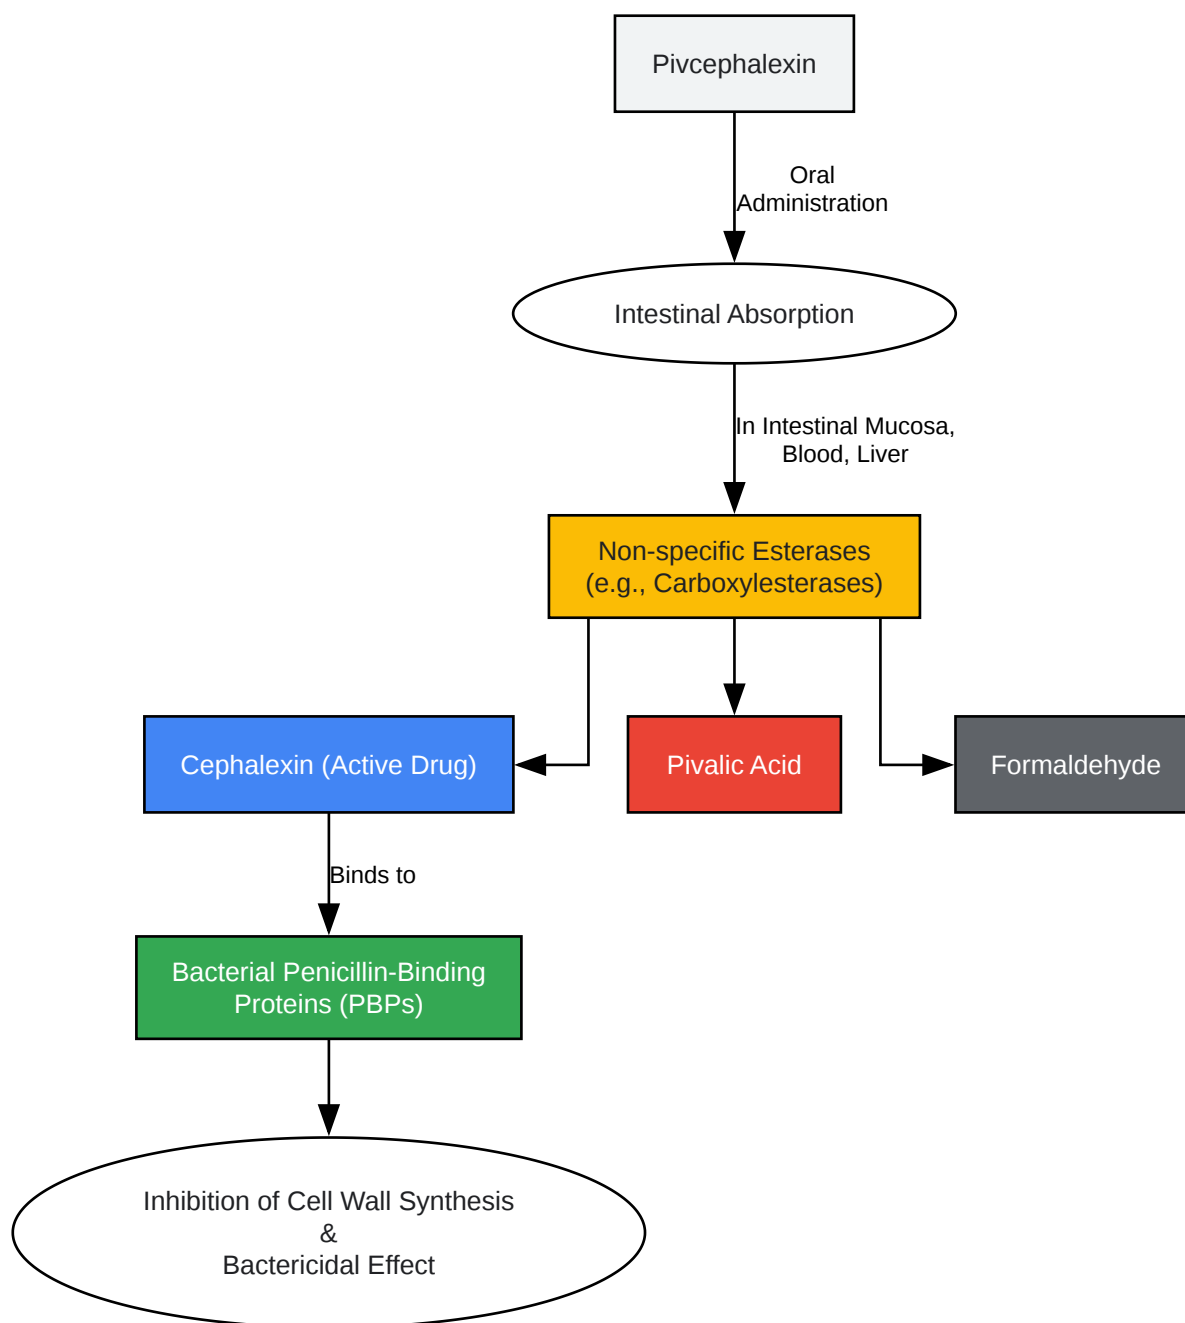 Pivcephalexin
Oral
Administration
Intestinal Absorption
In Intestinal Mucosa,
Blood, Liver
Non-specific Esterases
(e.g., Carboxylesterases)
Cephalexin (Active Drug)
Pivalic Acid
Formaldehyde
Binds to
Bacterial Penicillin-Binding
Proteins (PBPs)
Inhibition of Cell Wall Synthesis
&
Bactericidal Effect